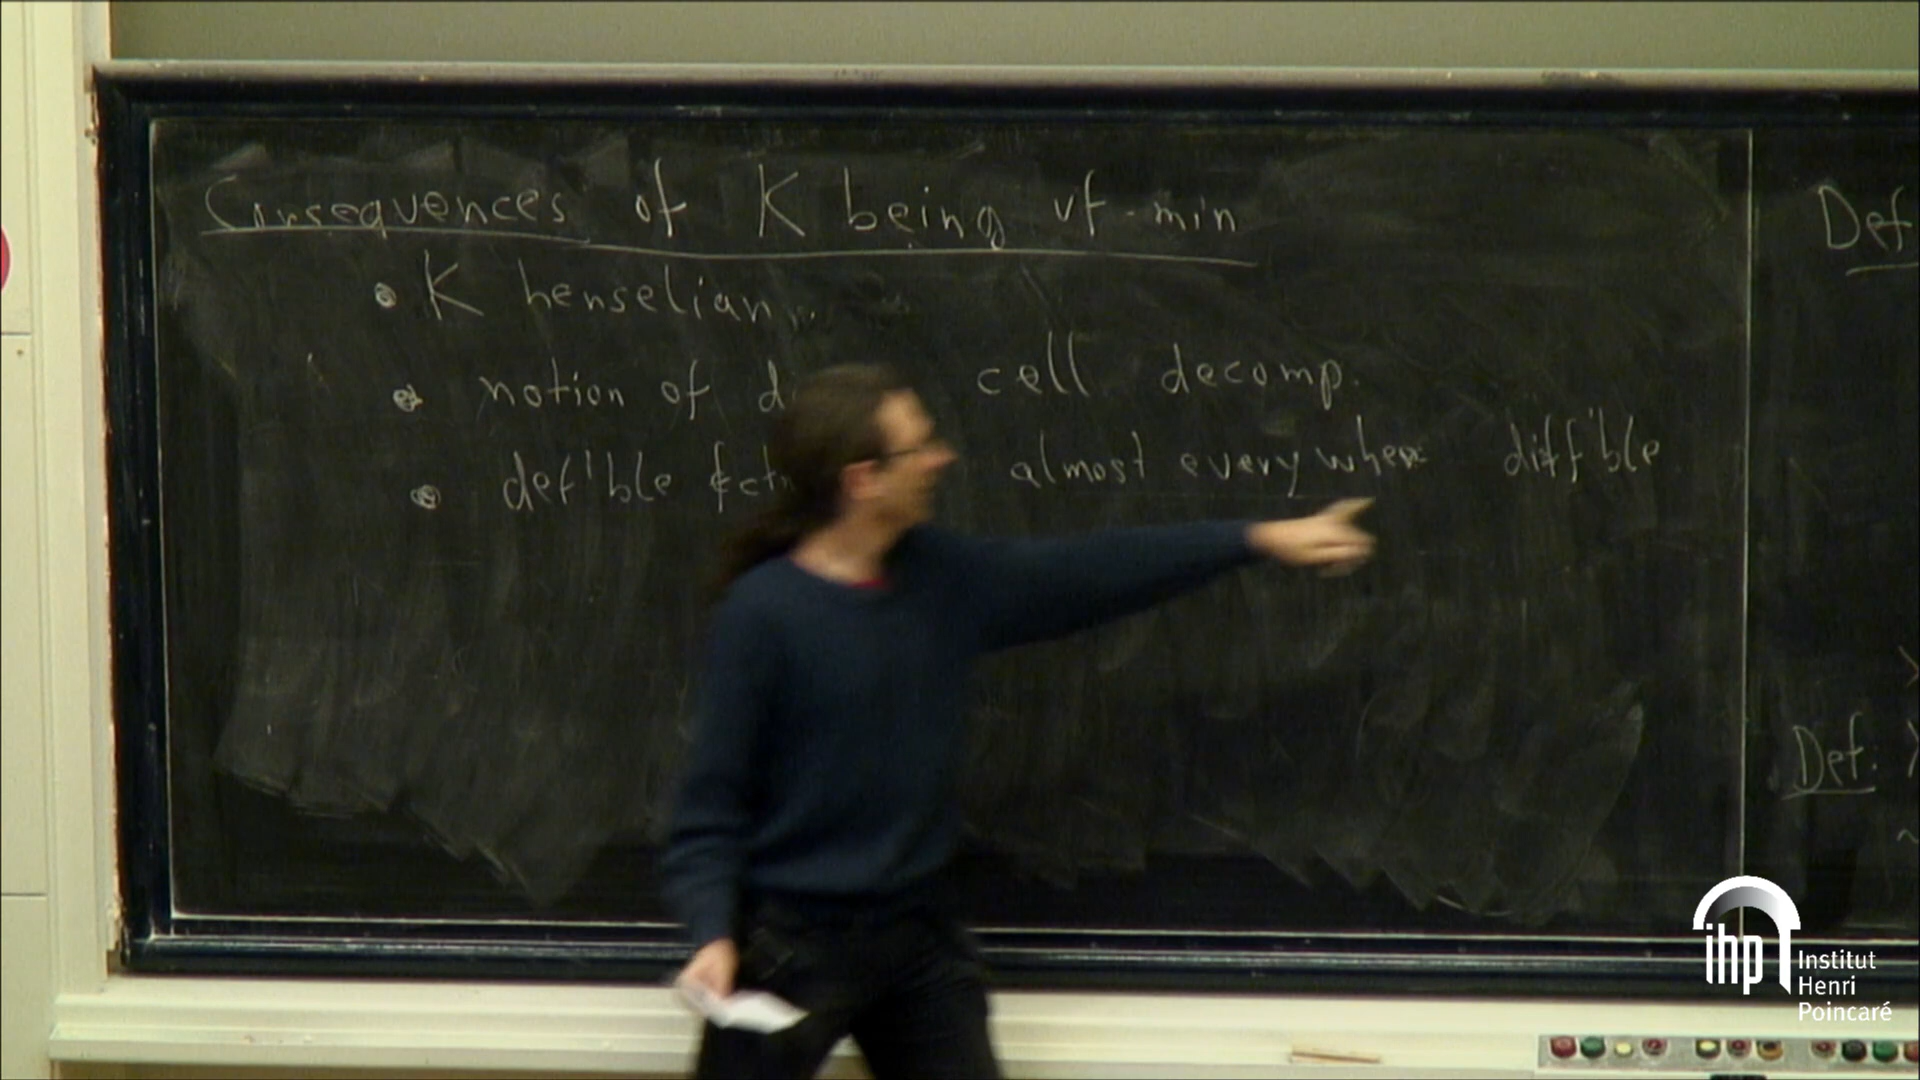 Consequences of K being vf-min
• K henselian
• notion of cell decomp.
• def'ble almost everywhere diff'ble
Def
Def:
ihp
Institut
Henri
Poincaré